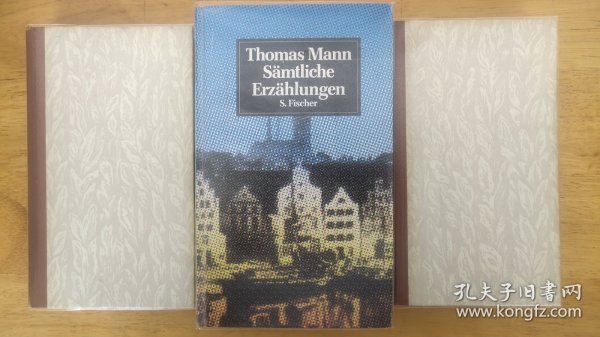 Thomas Mann
Sämtliche
Erzählungen
S. Fischer
孔夫子旧书网
www.kongfz.com